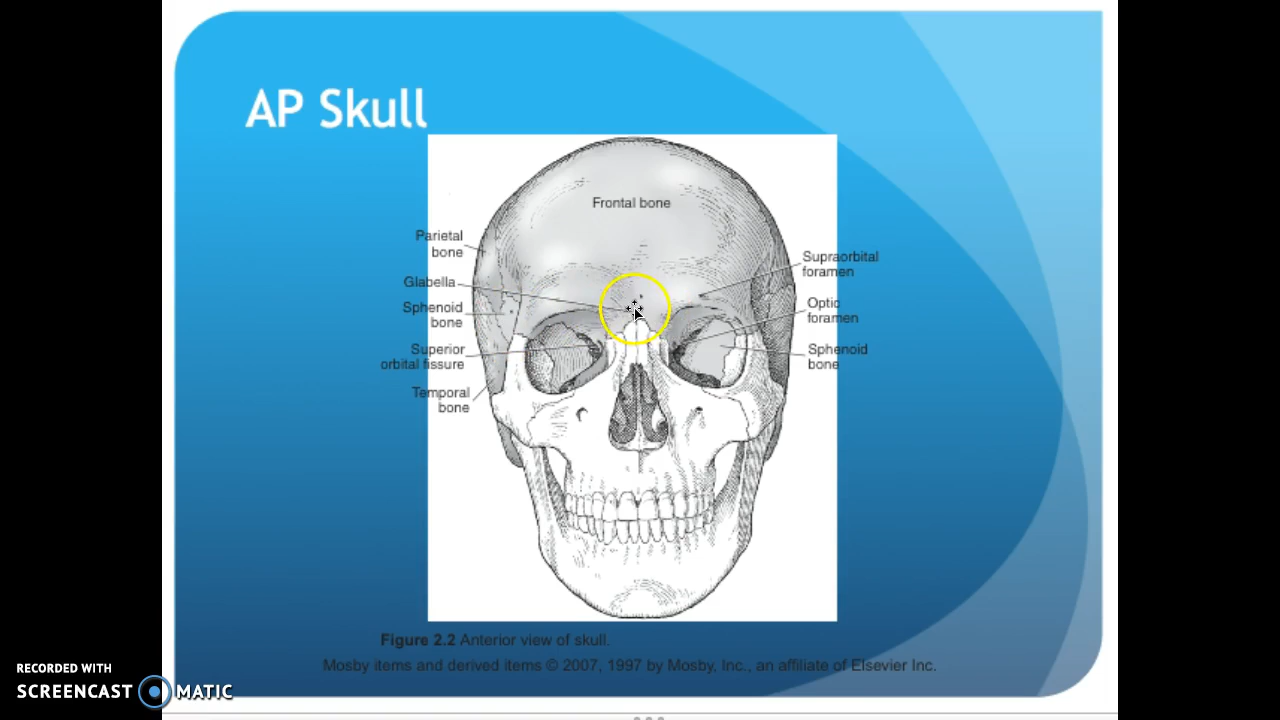 AP Skull
Frontal bone
Parietal
bone
Glabella
Sphenoid
bone
Superior
orbital fissure
Temporal
bone
Supraorbital
foramen
Optic
foramen
Sphenoid
bone
Figure 2.2 Anterior view of skull.
Mosby items and derived items © 2007, 1997 by Mosby, Inc., an affiliate of Elsevier Inc.
RECORDED WITH
SCREENCAST MATIC